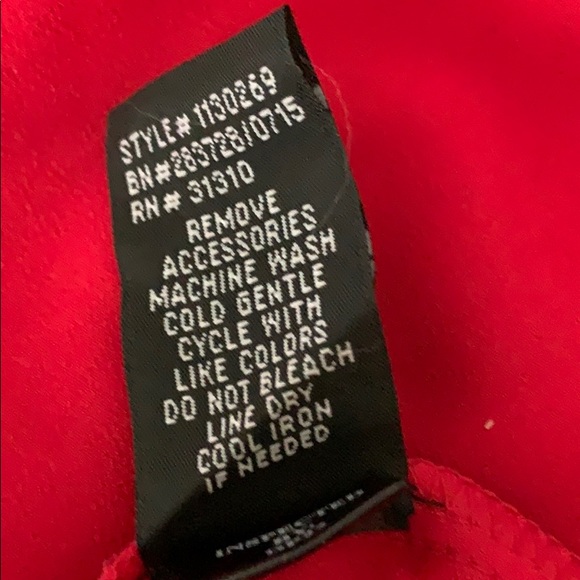 STYLE# 1130269
BN#283728/0715
RN# 31310
REMOVE
ACCESSORIES
MACHINE WASH
COLD GENTLE
CYCLE WITH
LIKE COLORS
DO NOT BLEACH
LINE DRY
COOL IRON
IF NEEDED